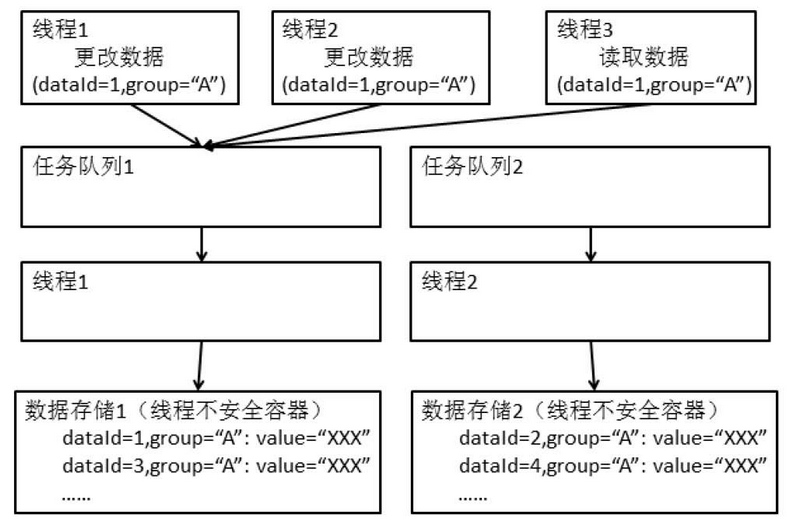 线程1
更改数据
(dataId=1,group=“A”)
线程2
更改数据
(dataId=1,group=“A”)
线程3
读取数据
(dataId=1,group=“A”)
任务队列1
任务队列2
线程1
线程2
数据存储1（线程不安全容器）
dataId=1,group=“A”: value=“XXX”
dataId=3,group=“A”: value=“XXX”
……
数据存储2（线程不安全容器）
dataId=2,group=“A”: value=“XXX”
dataId=4,group=“A”: value=“XXX”
……